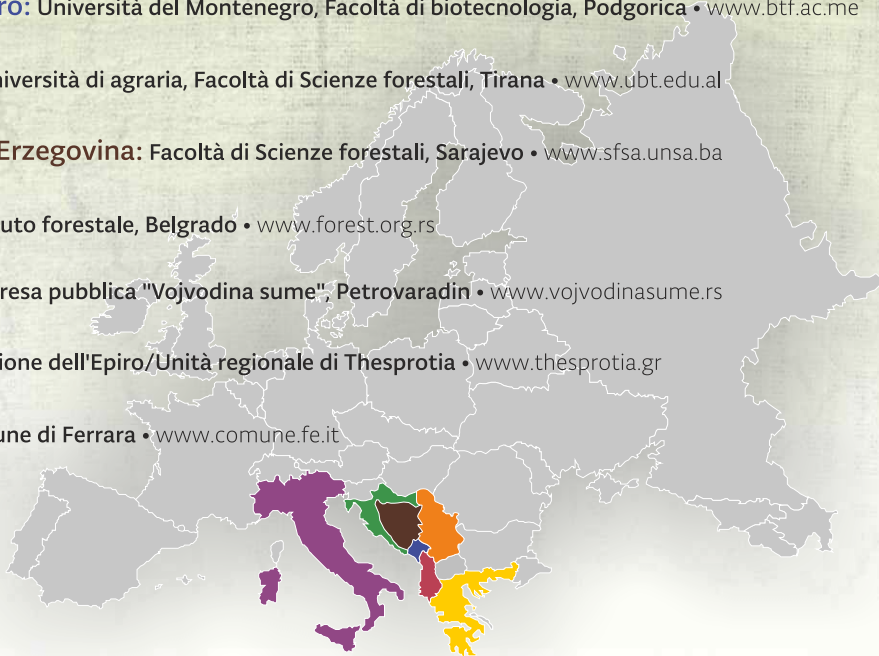 ro: Università del Montenegro, Facoltà di biotecnologia, Podgorica • www.btf.ac.me
niversità di agraria, Facoltà di Scienze forestali, Tirana • www.ubt.edu.al
Erzegovina: Facoltà di Scienze forestali, Sarajevo • www.sfsa.unsa.ba
uto forestale, Belgrado • www.forest.org.rs
resa pubblica "Vojvodina sume", Petrovaradin • www.vojvodinasume.rs
ione dell'Epiro/Unità regionale di Thesprotia • www.thesprotia.gr
une di Ferrara • www.comune.fe.it